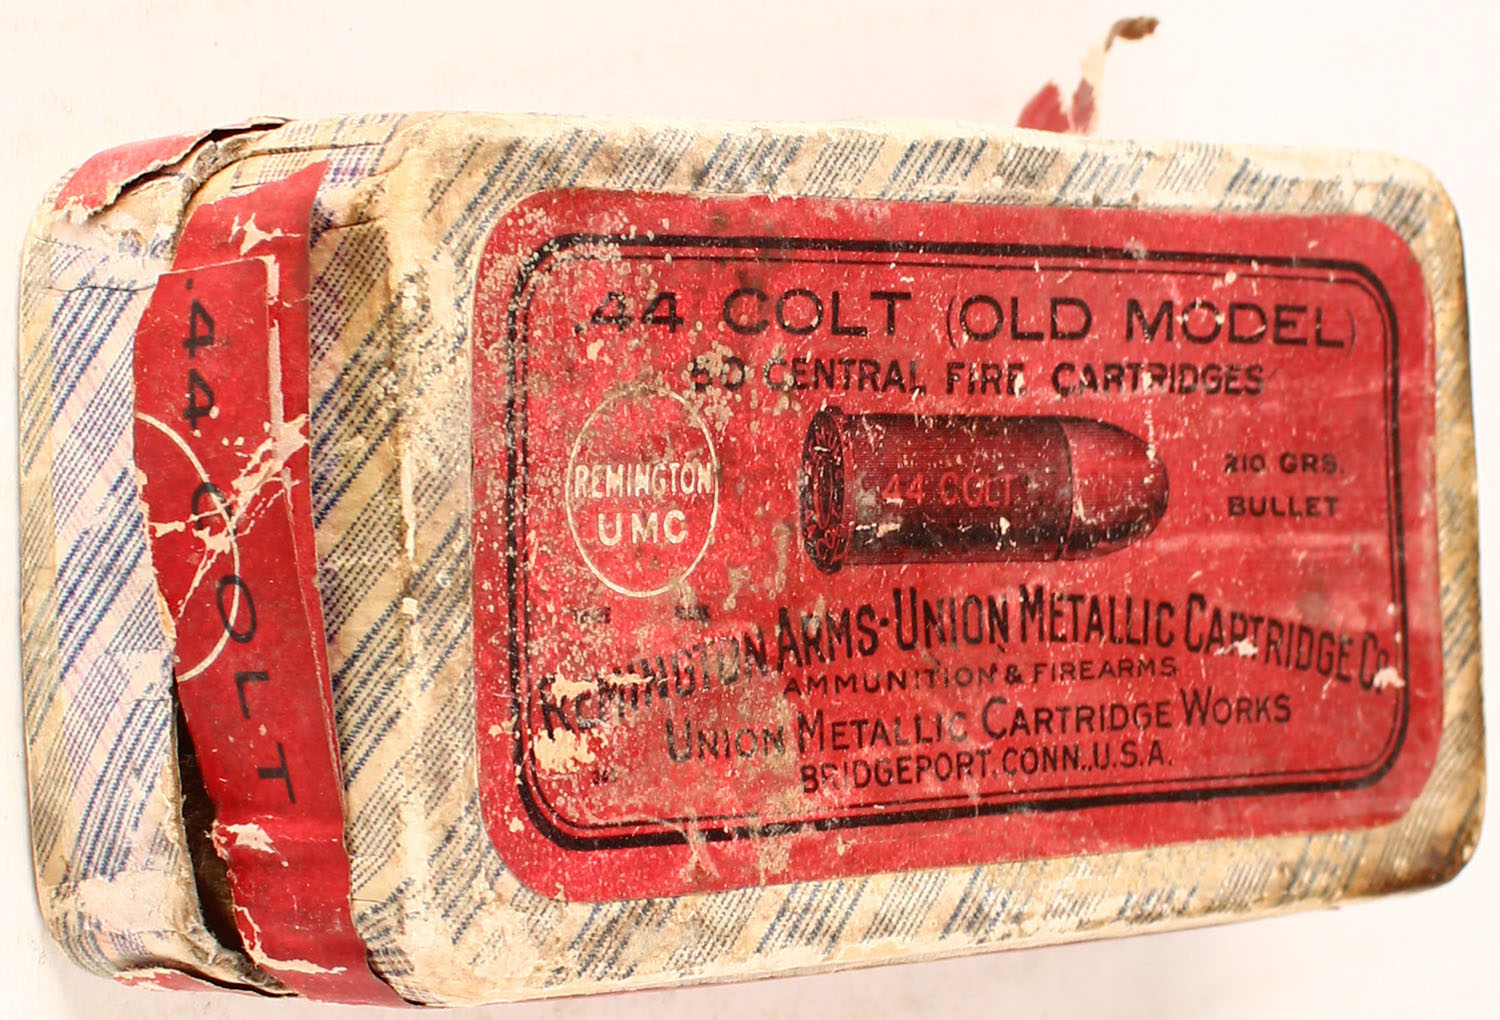 .44 COLT
.44 COLT (OLD MODEL)
50 CENTRAL FIRE CARTRIDGES
REMINGTON
UMC
.44 COLT
210 GRS.
BULLET
REMINGTON ARMS-UNION METALLIC CARTRIDGE CO.
AMMUNITION & FIREARMS
UNION METALLIC CARTRIDGE WORKS
BRIDGEPORT. CONN., U.S.A.